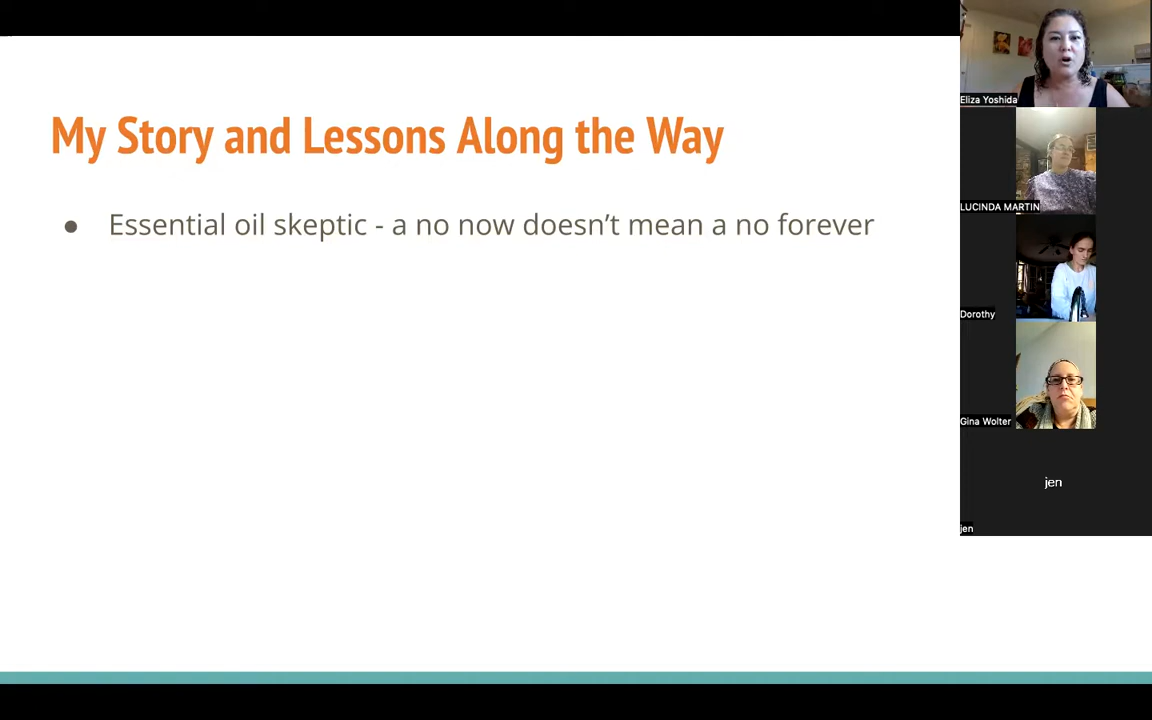 My Story and Lessons Along the Way
● Essential oil skeptic - a no now doesn’t mean a no forever
Eliza Yoshida
LUCINDA MARTIN
Dorothy
Gina Wolter
jen
jen